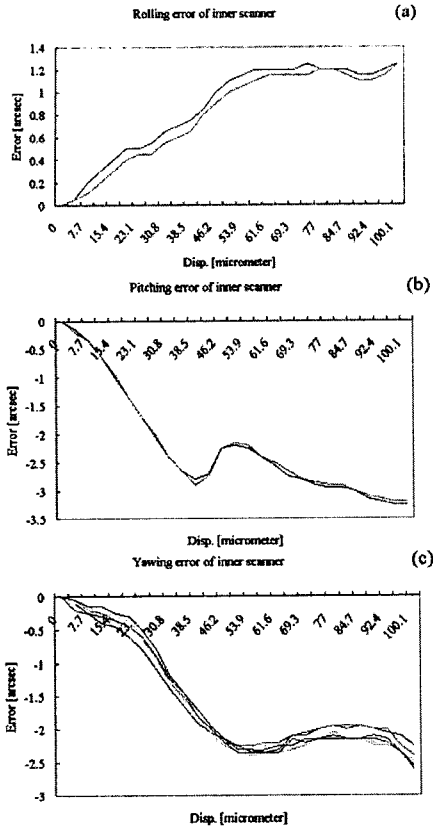 Rolling error of inner scanner
(a)
1.4
1.2
1
0.8
0.6
0.4
0.2
0
Error [arcsec]
0 7.7 15.4 23.1 30.8 38.5 46.2 53.9 61.6 69.3 77 84.7 92.4 100.1
Disp. [micrometer]
Pitching error of inner scanner
(b)
0
-0.5
-1
-1.5
-2
-2.5
-3
-3.5
Error [arcsec]
0 7.7 15.4 23.1 30.8 38.5 46.2 53.9 61.6 69.3 77 84.7 92.4 100.1
Disp. [micrometer]
Yawing error of inner scanner
(c)
0
-0.5
-1
-1.5
-2
-2.5
-3
Error [arcsec]
0 7.7 15.4 23.1 30.8 38.5 46.2 53.9 61.6 69.3 77 84.7 92.4 100.1
Disp. [micrometer]